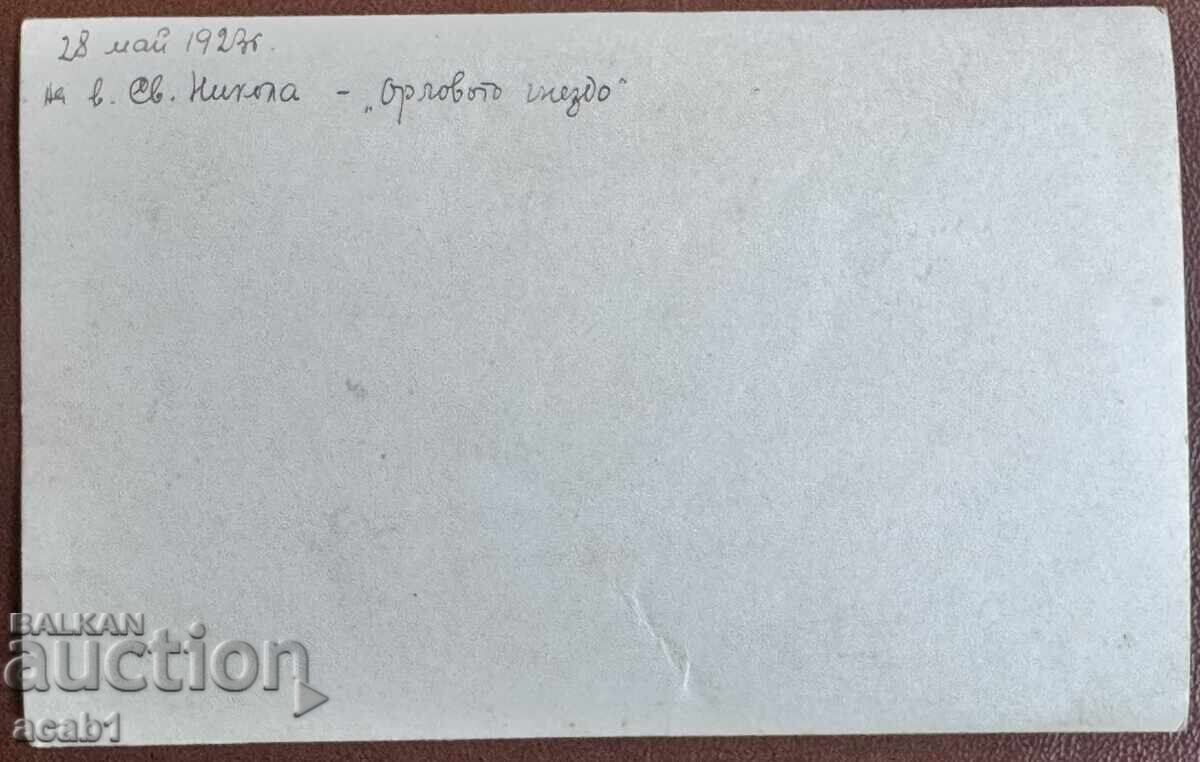 28 май 1923г.
на в. Св. Никола - „Орловото гнездо“
BALKAN
auction
acab1